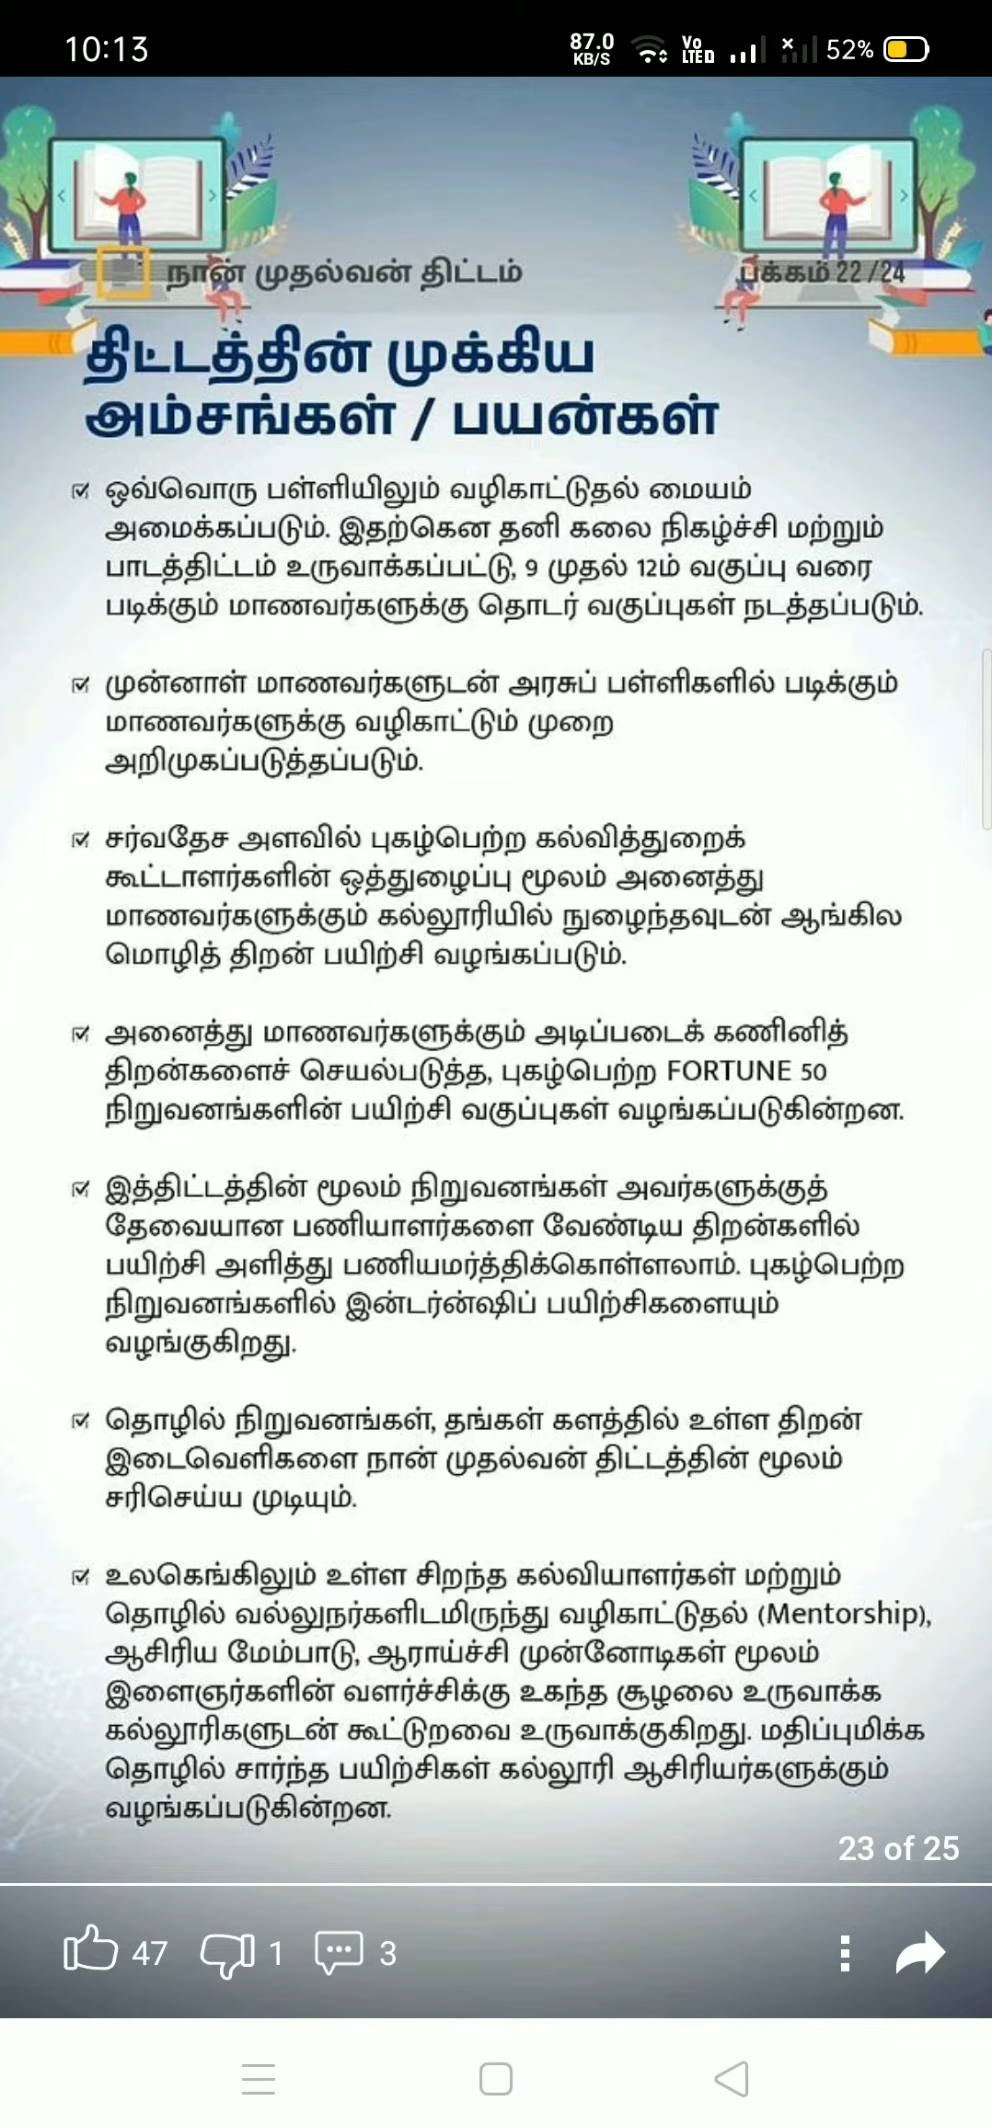 10:13
87.0 KB/S Vo LTED 52%
நான் முதல்வன் திட்டம்
பக்கம் 22 /24
திட்டத்தின் முக்கிய
அம்சங்கள் / பயன்கள்
ஒவ்வொரு பள்ளியிலும் வழிகாட்டுதல் மையம்
அமைக்கப்படும். இதற்கென தனி கலை நிகழ்ச்சி மற்றும்
பாடத்திட்டம் உருவாக்கப்பட்டு, 9 முதல் 12ம் வகுப்பு வரை
படிக்கும் மாணவர்களுக்கு தொடர் வகுப்புகள் நடத்தப்படும்.
முன்னாள் மாணவர்களுடன் அரசுப் பள்ளிகளில் படிக்கும்
மாணவர்களுக்கு வழிகாட்டும் முறை
அறிமுகப்படுத்தப்படும்.
சர்வதேச அளவில் புகழ்பெற்ற கல்வித்துறைக்
கூட்டாளர்களின் ஒத்துழைப்பு மூலம் அனைத்து
மாணவர்களுக்கும் கல்லூரியில் நுழைந்தவுடன் ஆங்கில
மொழித் திறன் பயிற்சி வழங்கப்படும்.
அனைத்து மாணவர்களுக்கும் அடிப்படைக் கணினித்
திறன்களைச் செயல்படுத்த, புகழ்பெற்ற FORTUNE 50
நிறுவனங்களின் பயிற்சி வகுப்புகள் வழங்கப்படுகின்றன.
இத்திட்டத்தின் மூலம் நிறுவனங்கள் அவர்களுக்குத்
தேவையான பணியாளர்களை வேண்டிய திறன்களில்
பயிற்சி அளித்து பணியமர்த்திக்கொள்ளலாம். புகழ்பெற்ற
நிறுவனங்களில் இன்டர்ன்ஷிப் பயிற்சிகளையும்
வழங்குகிறது.
தொழில் நிறுவனங்கள், தங்கள் களத்தில் உள்ள திறன்
இடைவெளிகளை நான் முதல்வன் திட்டத்தின் மூலம்
சரிசெய்ய முடியும்.
உலகெங்கிலும் உள்ள சிறந்த கல்வியாளர்கள் மற்றும்
தொழில் வல்லுநர்களிடமிருந்து வழிகாட்டுதல் (Mentorship),
ஆசிரிய மேம்பாடு, ஆராய்ச்சி முன்னோடிகள் மூலம்
இளைஞர்களின் வளர்ச்சிக்கு உகந்த சூழலை உருவாக்க
கல்லூரிகளுடன் கூட்டுறவை உருவாக்குகிறது. மதிப்புமிக்க
தொழில் சார்ந்த பயிற்சிகள் கல்லூரி ஆசிரியர்களுக்கும்
வழங்கப்படுகின்றன.
23 of 25
47 1 3